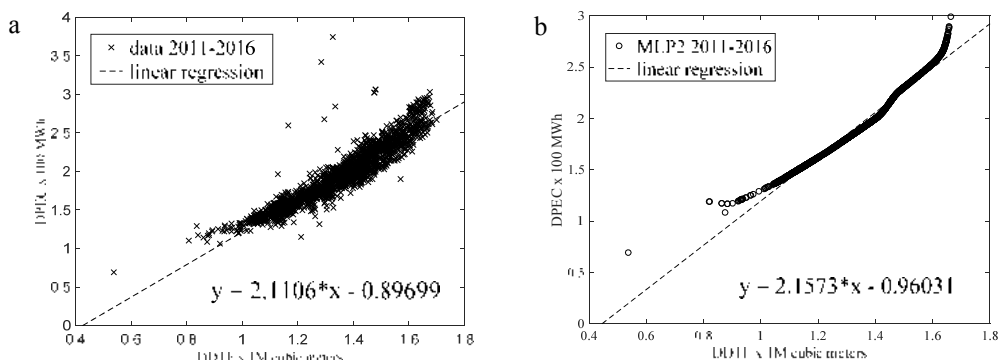 a
4
3.5
3
2.5
2
1.5
1
0.5
0
0.4 0.6 0.8 1 1.2 1.4 1.6 1.8
x 100 MWh
data 2011-2016
linear regression
y = 2.1106*x - 0.89699
x 1M cubic meters
b
3
2.5
2
1.5
1
0.5
0
0.4 0.6 0.8 1 1.2 1.4 1.6 1.8
DPEC x 100 MWh
MLP2 2011-2016
linear regression
y = 2.1573*x - 0.96031
x 1M cubic meters